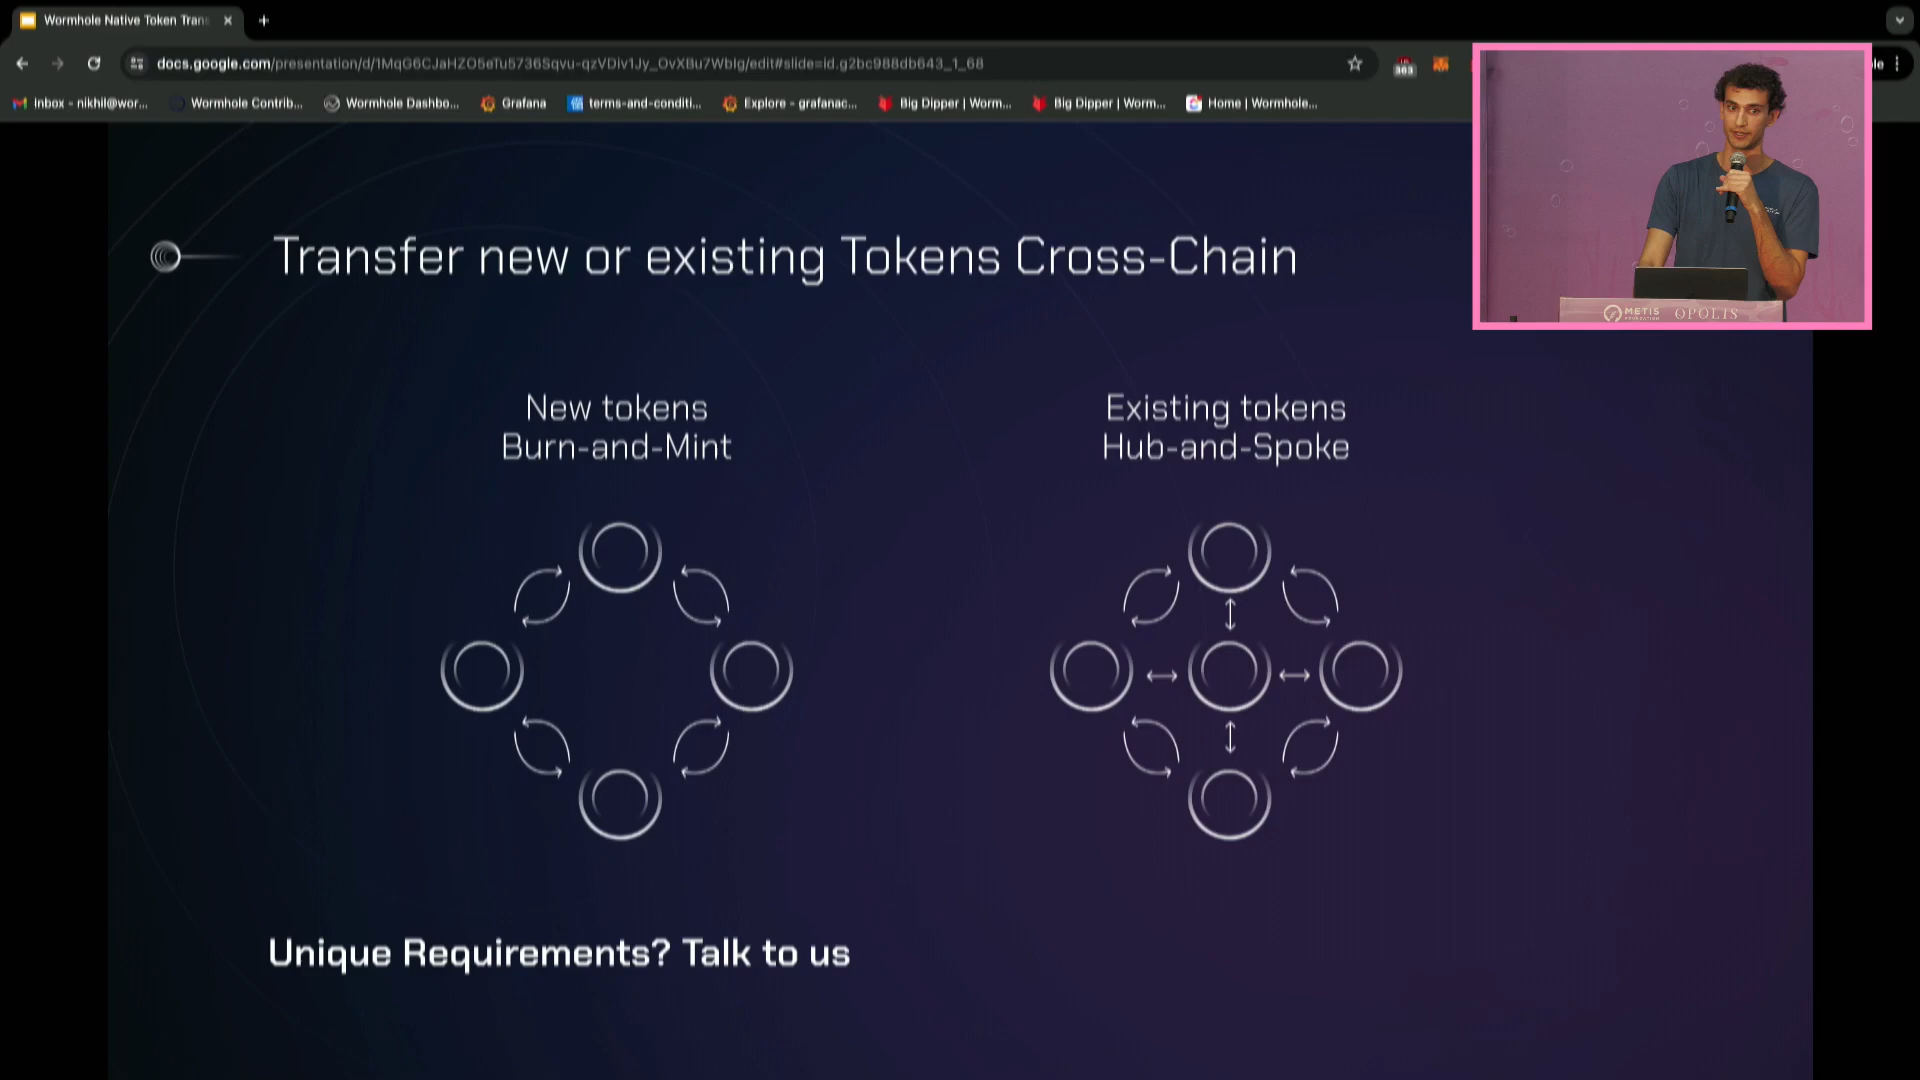 Wormhole Native Token Tran
docs.google.com/presentation/d/1MqG6CJaHZO5eTu5736Sqvu-qzVDiv1Jy_OvXBu7WbIg/edit#slide=id.g2bc988db643_1_68
303
Inbox - nikhil@wor...
Wormhole Contrib...
Wormhole Dashbo...
Grafana
terms-and-conditi...
Explore - grafanac...
Big Dipper | Worm...
Big Dipper | Worm...
Home | Wormhole...
Transfer new or existing Tokens Cross-Chain
New tokens
Burn-and-Mint
Existing tokens
Hub-and-Spoke
Unique Requirements? Talk to us
METIS
FOUNDATION
OPOLIS